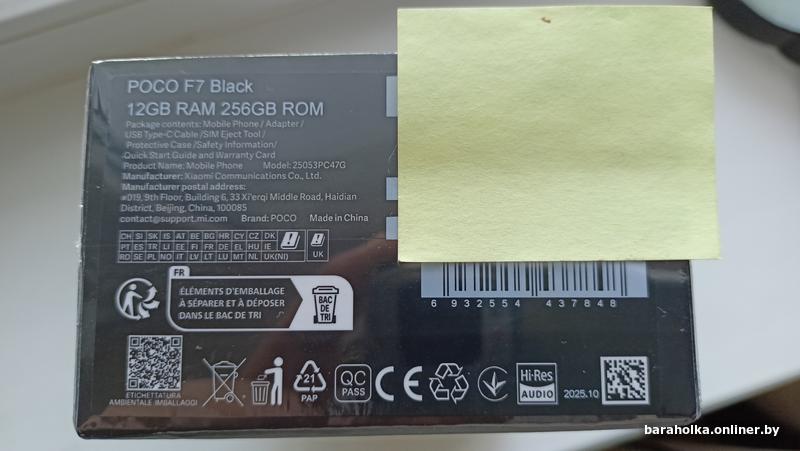 POCO F7 Black
12GB RAM 256GB ROM
Package contents: Mobile Phone / Adapter /
USB Type-C Cable /SIM Eject Tool /
Protective Case /Safety Information/
Quick Start Guide and Warranty Card
Product Name: Mobile Phone Model: 25053PC47G
Manufacturer: Xiaomi Communications Co., Ltd.
Manufacturer postal address:
#019, 9th Floor, Building 6, 33 Xi'erqi Middle Road, Haidian
District, Beijing, China, 100085
contact@support.mi.com Brand: POCO Made in China
CH SI SK IS AT BE BG HR CY CZ DK
PT ES TR LI EE FI FR DE EL HU IE
RO SE PL NO IT LV LT LU MT NL UK(NI)
UK
FR
ÉLÉMENTS D'EMBALLAGE
À SÉPARER ET À DÉPOSER
DANS LE BAC DE TRI
BAC
DE
TRI
6 932554 437848
ETICHETTATURA
AMBIENTALE IMBALLAGGI
21
PAP
QC
PASS
CE
Hi-Res
AUDIO
2025.10
baraholka.onliner.by